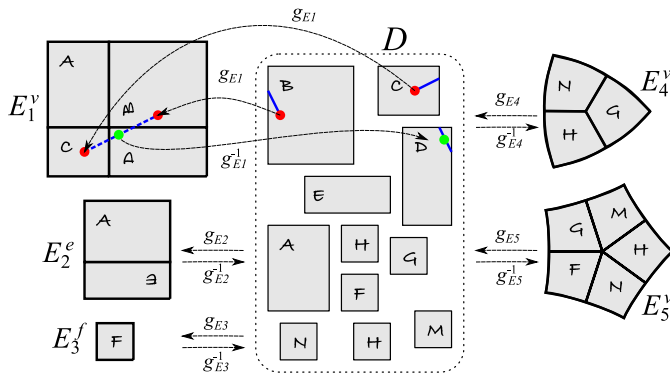 D
g_{E1}
A
B
C
D
E_1^v
g_{E1}
g_{E1}^{-1}
B
C
D
E
A
H
G
F
N
H
M
g_{E4}
g_{E4}^{-1}
N
G
H
E_4^v
E_2^e
A
E
g_{E2}
g_{E2}^{-1}
g_{E5}
g_{E5}^{-1}
G
M
H
F
N
E_5^v
E_3^f
F
g_{E3}
g_{E3}^{-1}